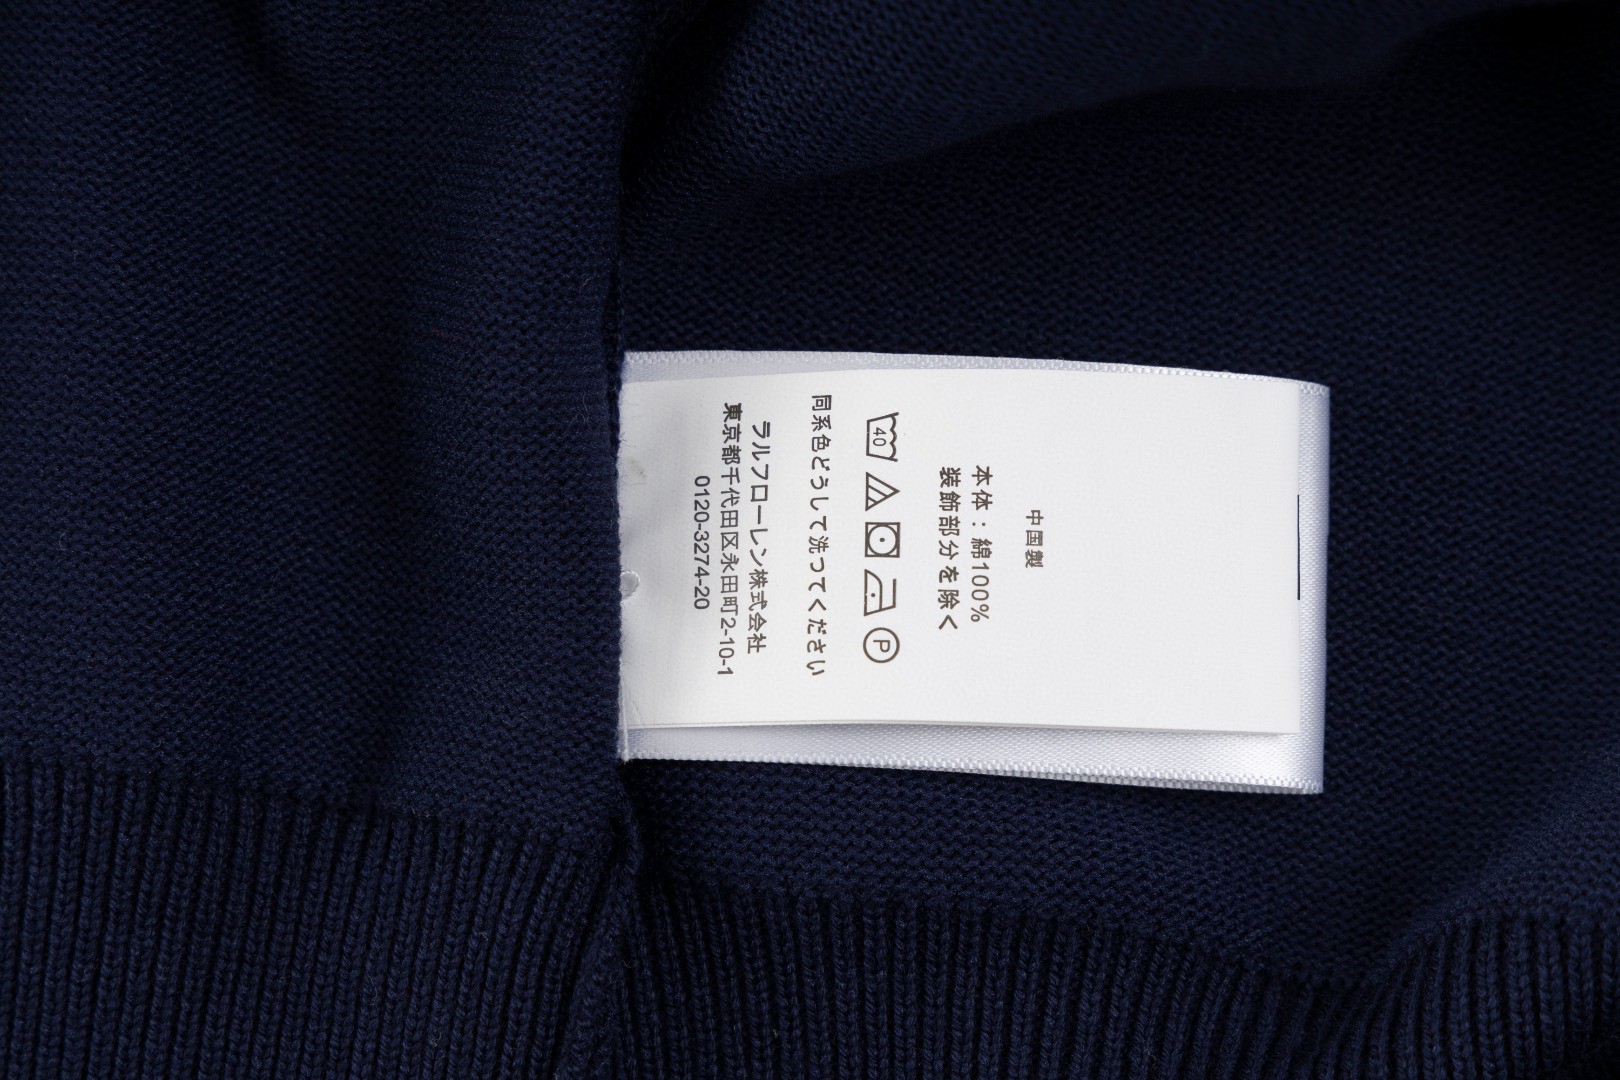 中国製
本体：綿100%
装飾部分を除く
40
P
同系色どうして洗ってください
ラルフローレン株式会社
東京都千代田区永田町2-10-1
0120-3274-20